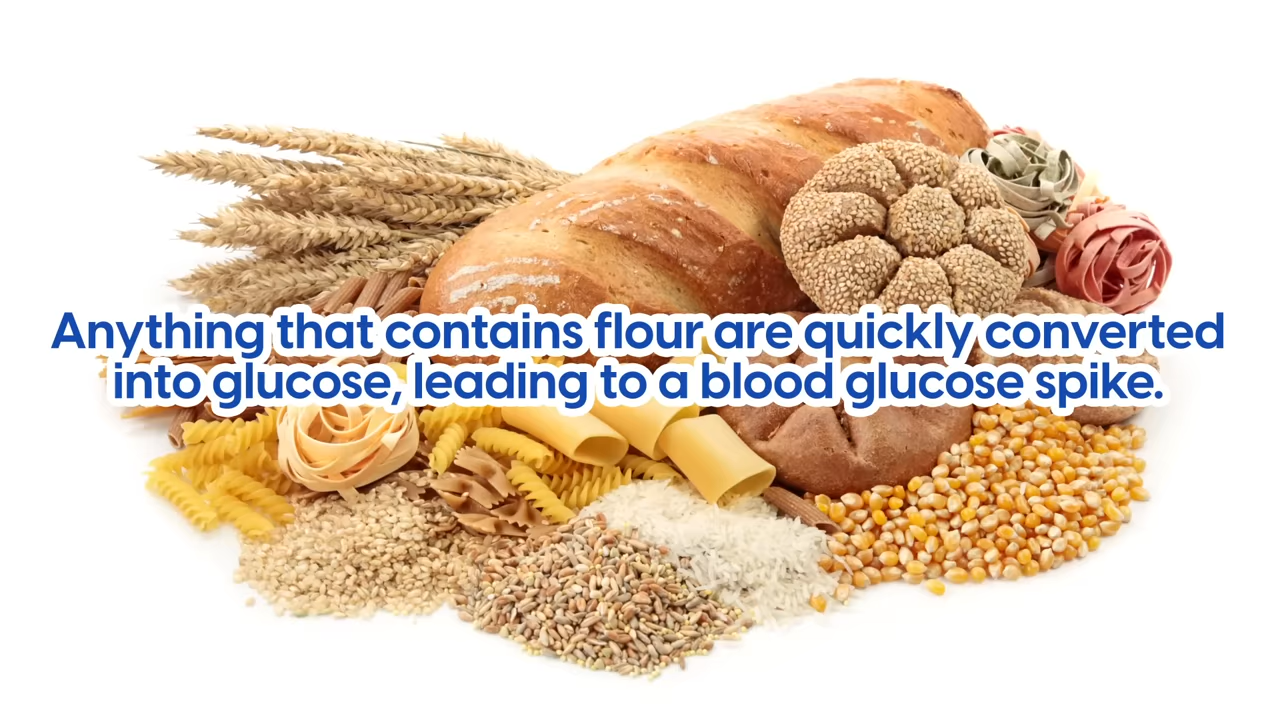 Anything that contains flour are quickly converted
into glucose, leading to a blood glucose spike.